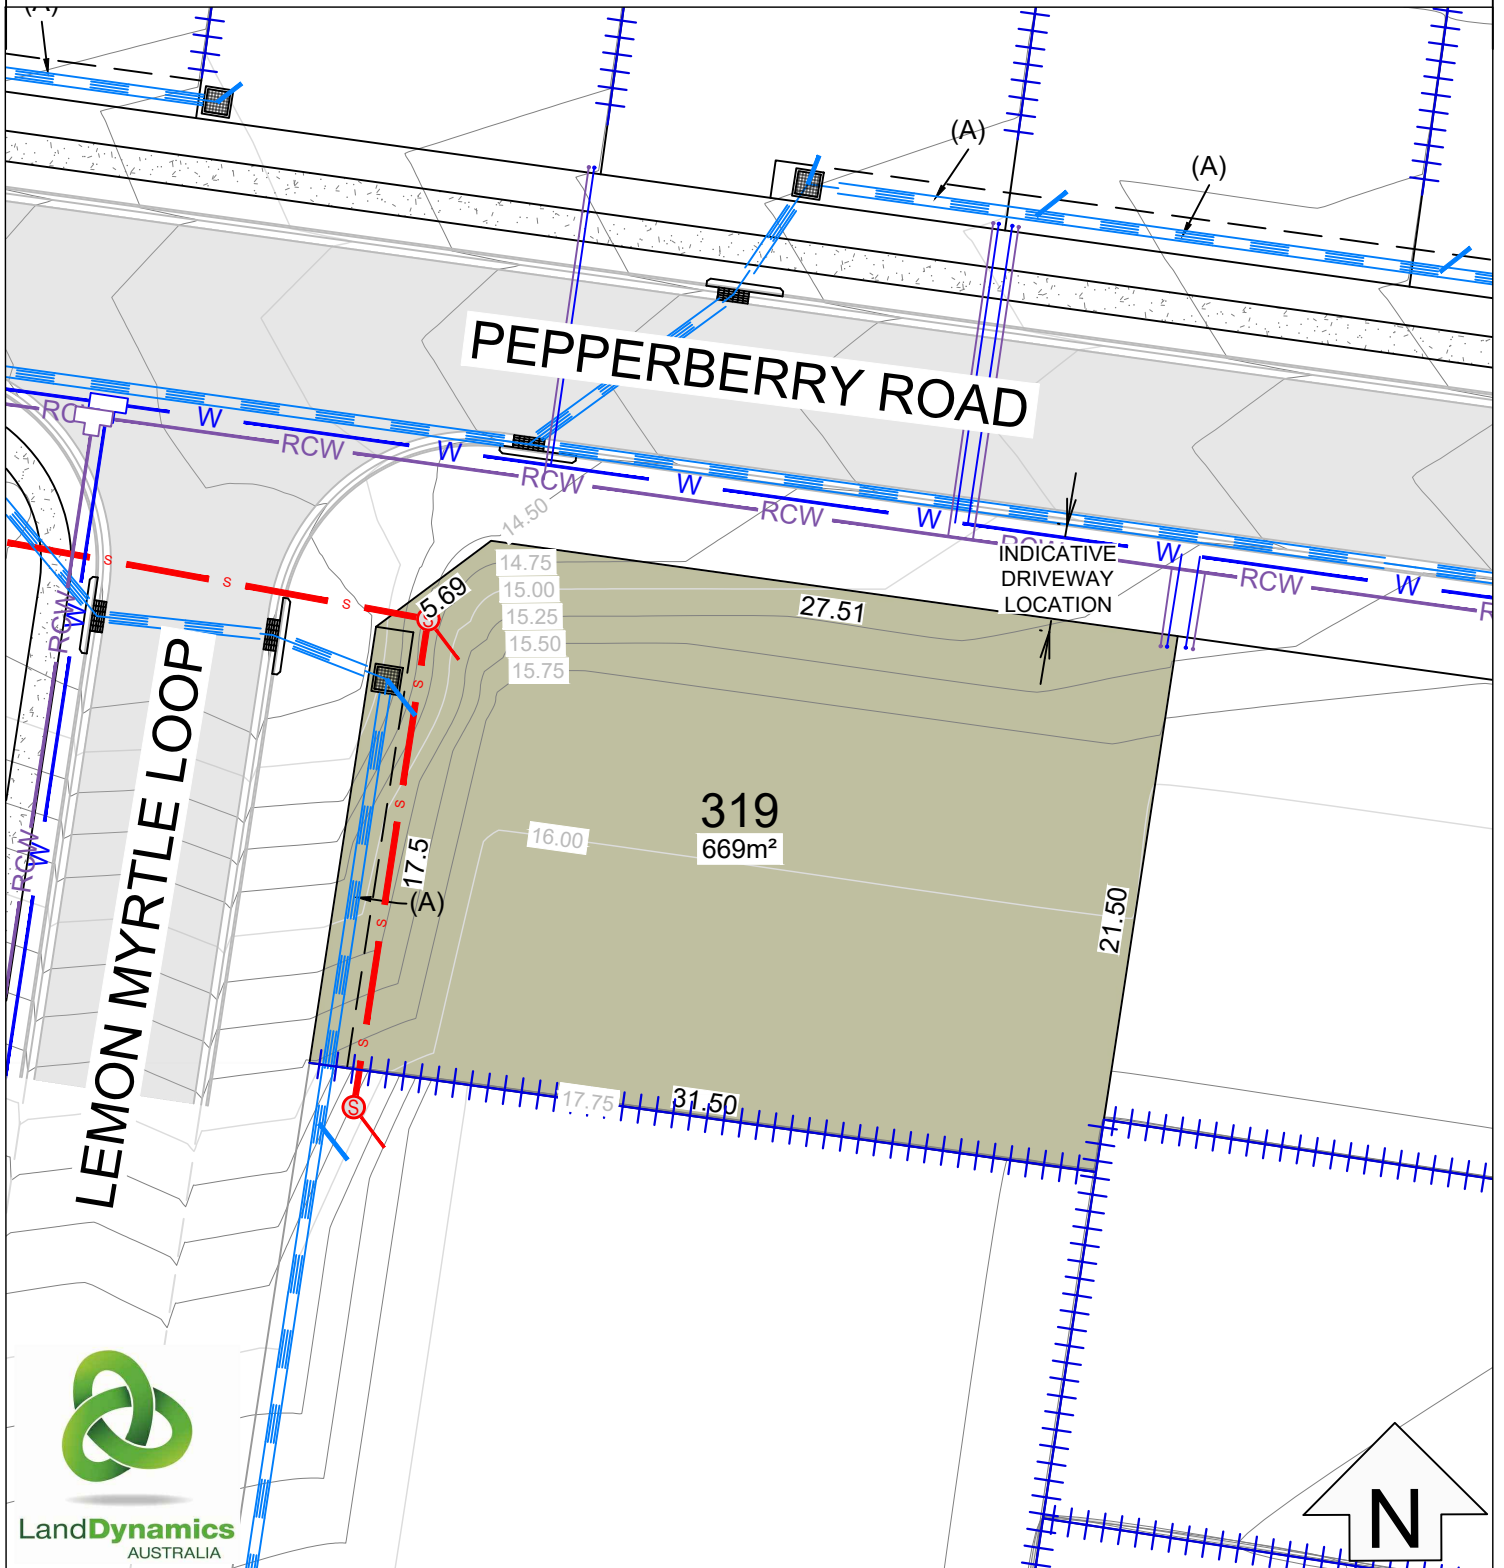 (A)
(A)
(A)
PEPPERBERRY ROAD
W
RCW
W
RCW
W
RCW
W
RCW
W
RCW
W
14.50
INDICATIVE
DRIVEWAY
LOCATION
14.75
15.00
15.25
15.50
15.75
5.69
27.51
S
S
S
S
S
S
S
S
S
RCW
W
RCW
W
LEMON MYRTLE LOOP
319
669m²
16.00
17.5
(A)
21.50
17.75
31.50
S
LandDynamics
AUSTRALIA
N